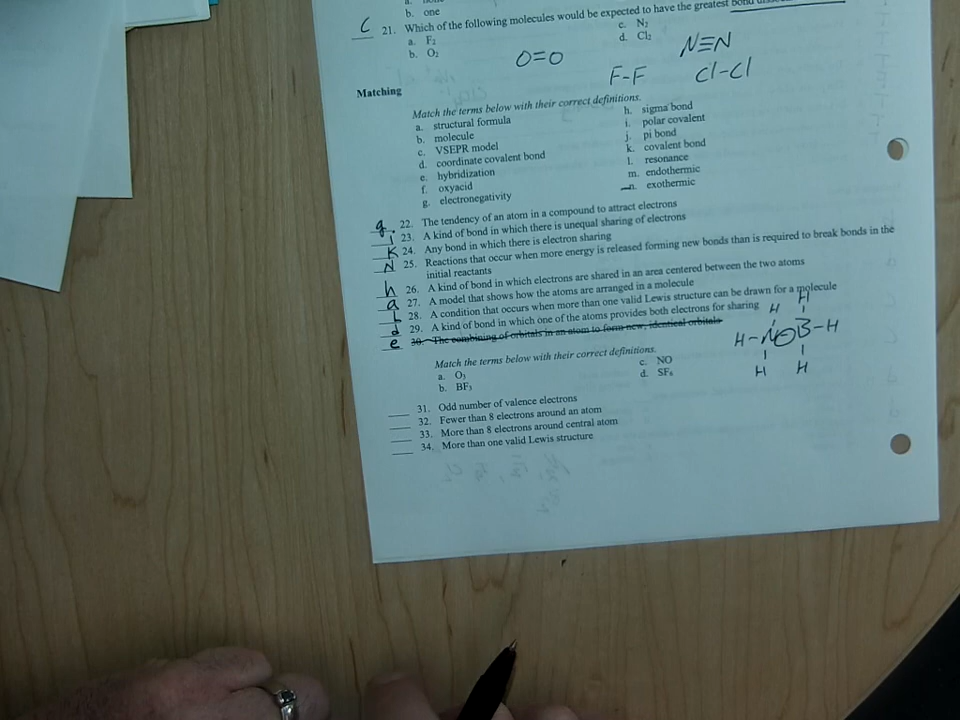 b. one
C 21. Which of the following molecules would be expected to have the greatest bond
a. F₂
b. O₂
c. N₂
d. Cl₂
O=O
N≡N
F-F
Cl-Cl
Matching
Match the terms below with their correct definitions.
a. structural formula
b. molecule
c. VSEPR model
d. coordinate covalent bond
e. hybridization
f. oxyacid
g. electronegativity
h. sigma bond
i. polar covalent
j. pi bond
k. covalent bond
l. resonance
m. endothermic
n. exothermic
g. 22. The tendency of an atom in a compound to attract electrons
i 23. A kind of bond in which there is unequal sharing of electrons
K 24. Any bond in which there is electron sharing
N 25. Reactions that occur when more energy is released forming new bonds than is required to break bonds in the
initial reactants
h 26. A kind of bond in which electrons are shared in an area centered between the two atoms
a 27. A model that shows how the atoms are arranged in a molecule
L 28. A condition that occurs when more than one valid Lewis structure can be drawn for a molecule
d 29. A kind of bond in which one of the atoms provides both electrons for sharing
e 30. The combining of orbitals in an atom to form new, identical orbitals
H H
H-N B-H
H H
Match the terms below with their correct definitions.
a. O₃
b. BF₃
c. NO
d. SF₆
31. Odd number of valence electrons
32. Fewer than 8 electrons around an atom
33. More than 8 electrons around central atom
34. More than one valid Lewis structure